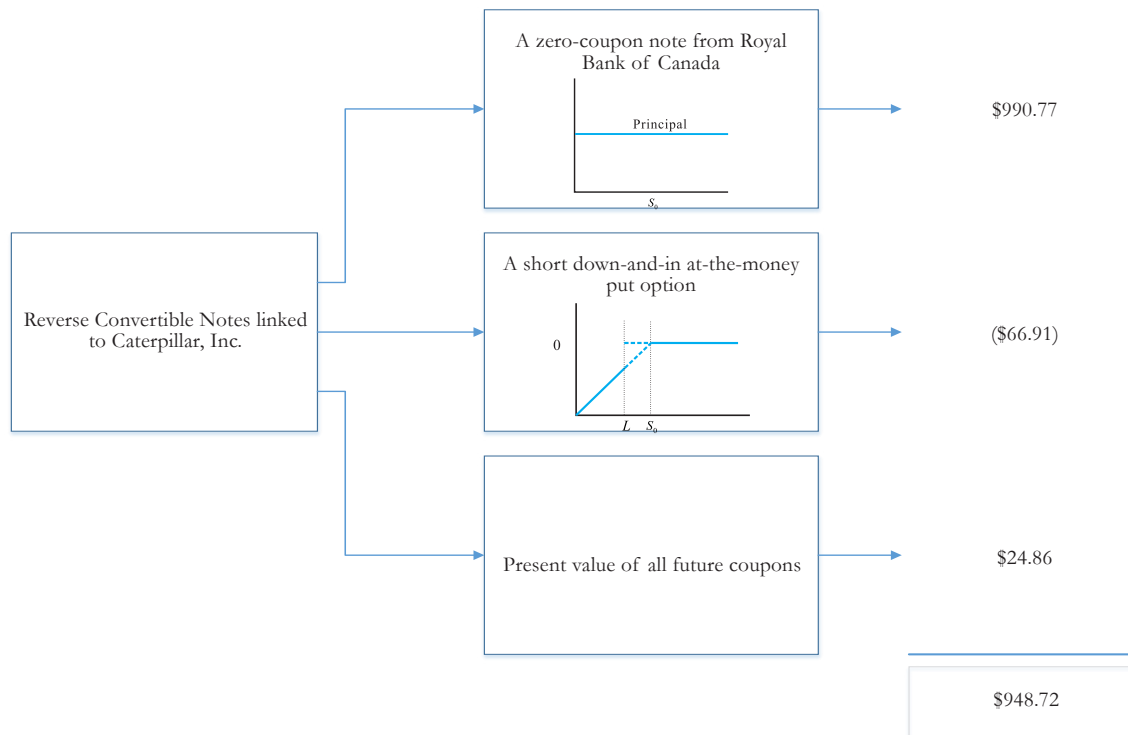 A zero-coupon note from Royal
Bank of Canada
Principal
S₀
$990.77
Reverse Convertible Notes linked
to Caterpillar, Inc.
A short down-and-in at-the-money
put option
0
L S₀
($66.91)
Present value of all future coupons
$24.86
$948.72